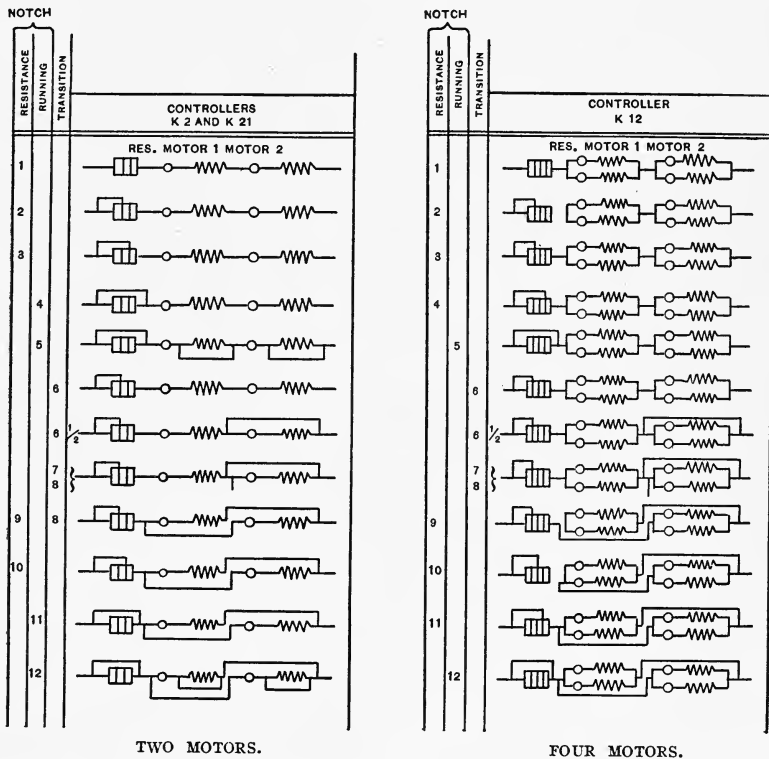 NOTCH
RESISTANCE
RUNNING
TRANSITION
CONTROLLERS
K 2 AND K 21
RES. MOTOR 1 MOTOR 2
1
2
3
4
5
6
6 1/2
7
8
9 8
10
11
12
TWO MOTORS.
NOTCH
RESISTANCE
RUNNING
TRANSITION
CONTROLLER
K 12
RES. MOTOR 1 MOTOR 2
1
2
3
4
5
6
6 1/2
7
8
9
10
11
12
FOUR MOTORS.